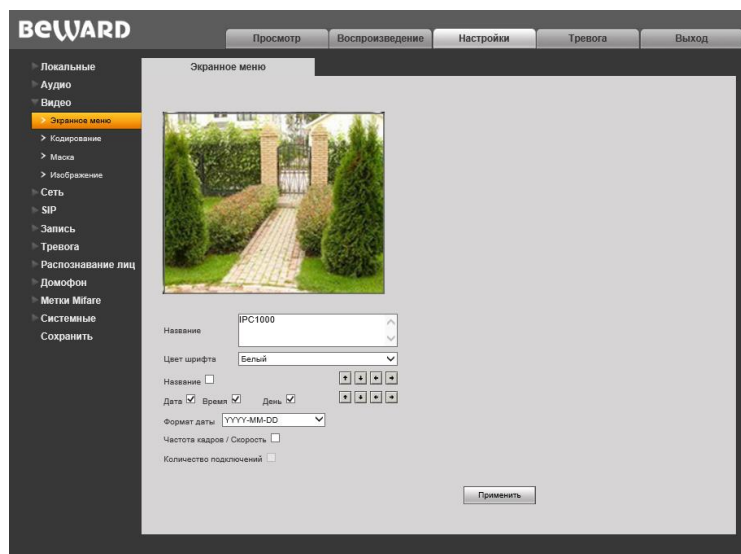 BEWARD
Просмотр Воспроизведение Настройки Тревога Выход
Локальные
Аудио
Видео
Экранное меню
Кодирование
Маска
Изображение
Сеть
SIP
Запись
Тревога
Распознавание лиц
Домофон
Метки Mifare
Системные
Сохранить
Экранное меню
Название IPC1000
Цвет шрифта Белый
Название
Дата Время День
Формат даты YYYY-MM-DD
Частота кадров / Скорость
Количество подключений
Применить